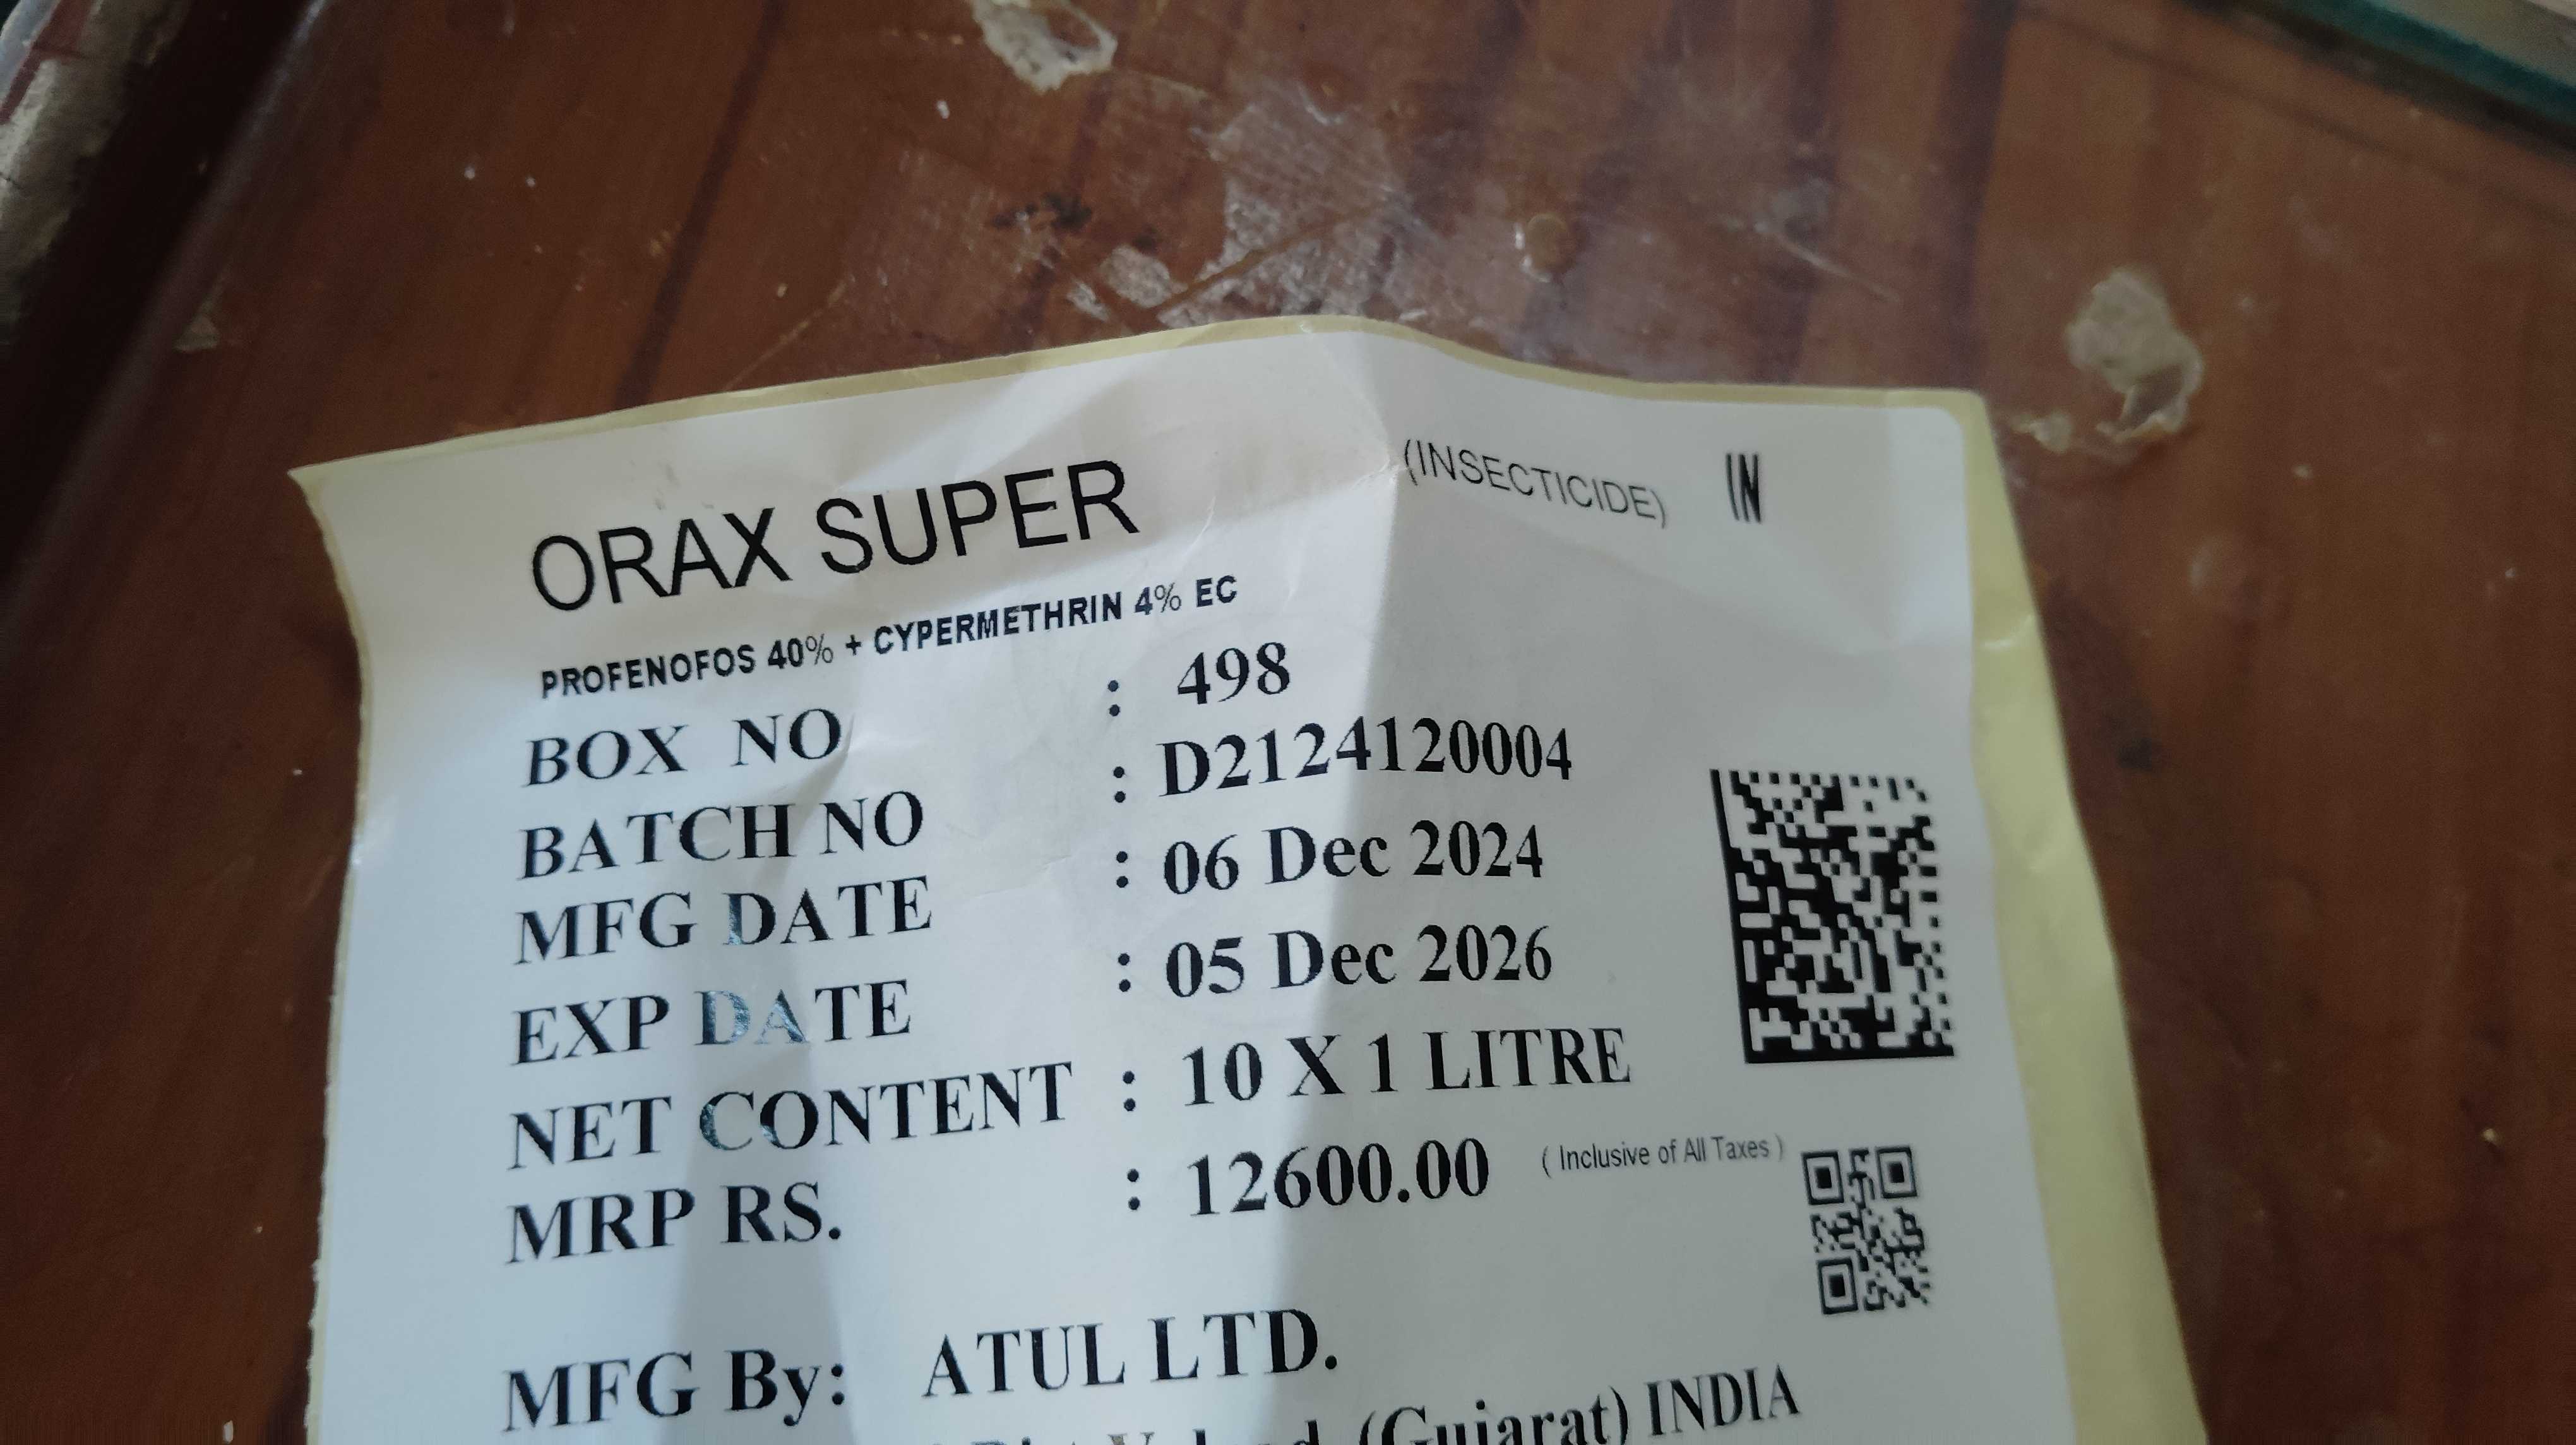 ORAX SUPER (INSECTICIDE) IN
PROFENOFOS 40% + CYPERMETHRIN 4% EC
BOX NO : 498
BATCH NO : D2124120004
MFG DATE : 06 Dec 2024
EXP DATE : 05 Dec 2026
NET CONTENT : 10 X 1 LITRE
MRP RS. : 12600.00 ( Inclusive of All Taxes )
MFG By: ATUL LTD.
(Gujarat) INDIA